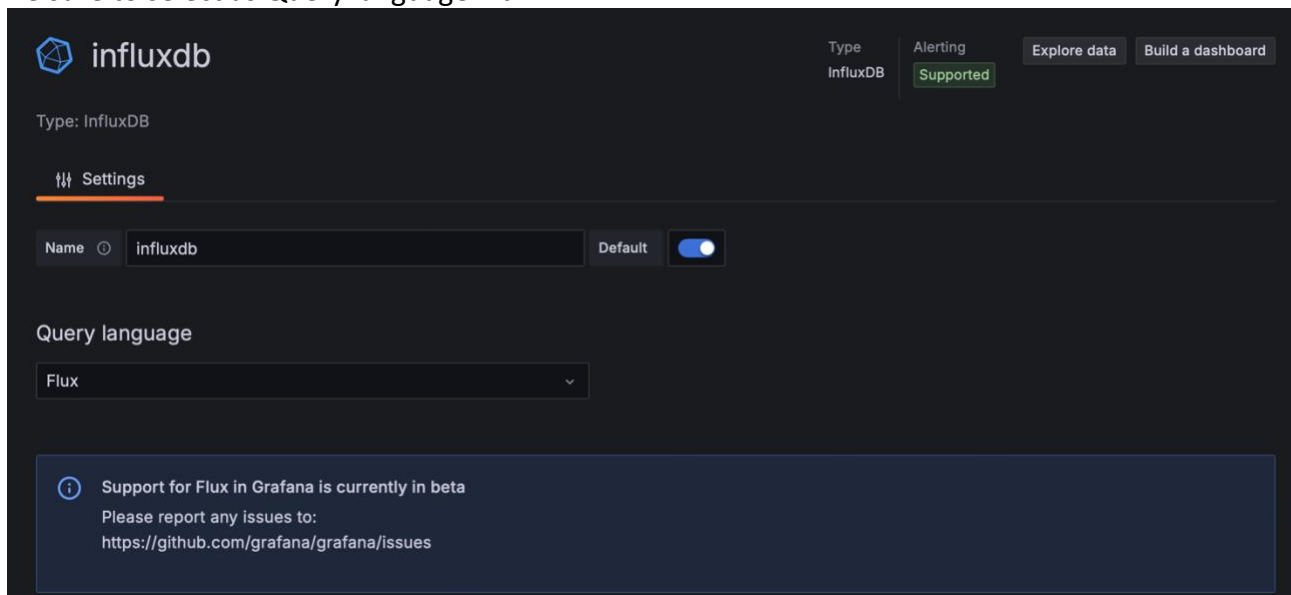 influxdb
Type
InfluxDB
Alerting
Supported
Explore data
Build a dashboard
Type: InfluxDB
Settings
Name
influxdb
Default
Query language
Flux
Support for Flux in Grafana is currently in beta
Please report any issues to:
https://github.com/grafana/grafana/issues